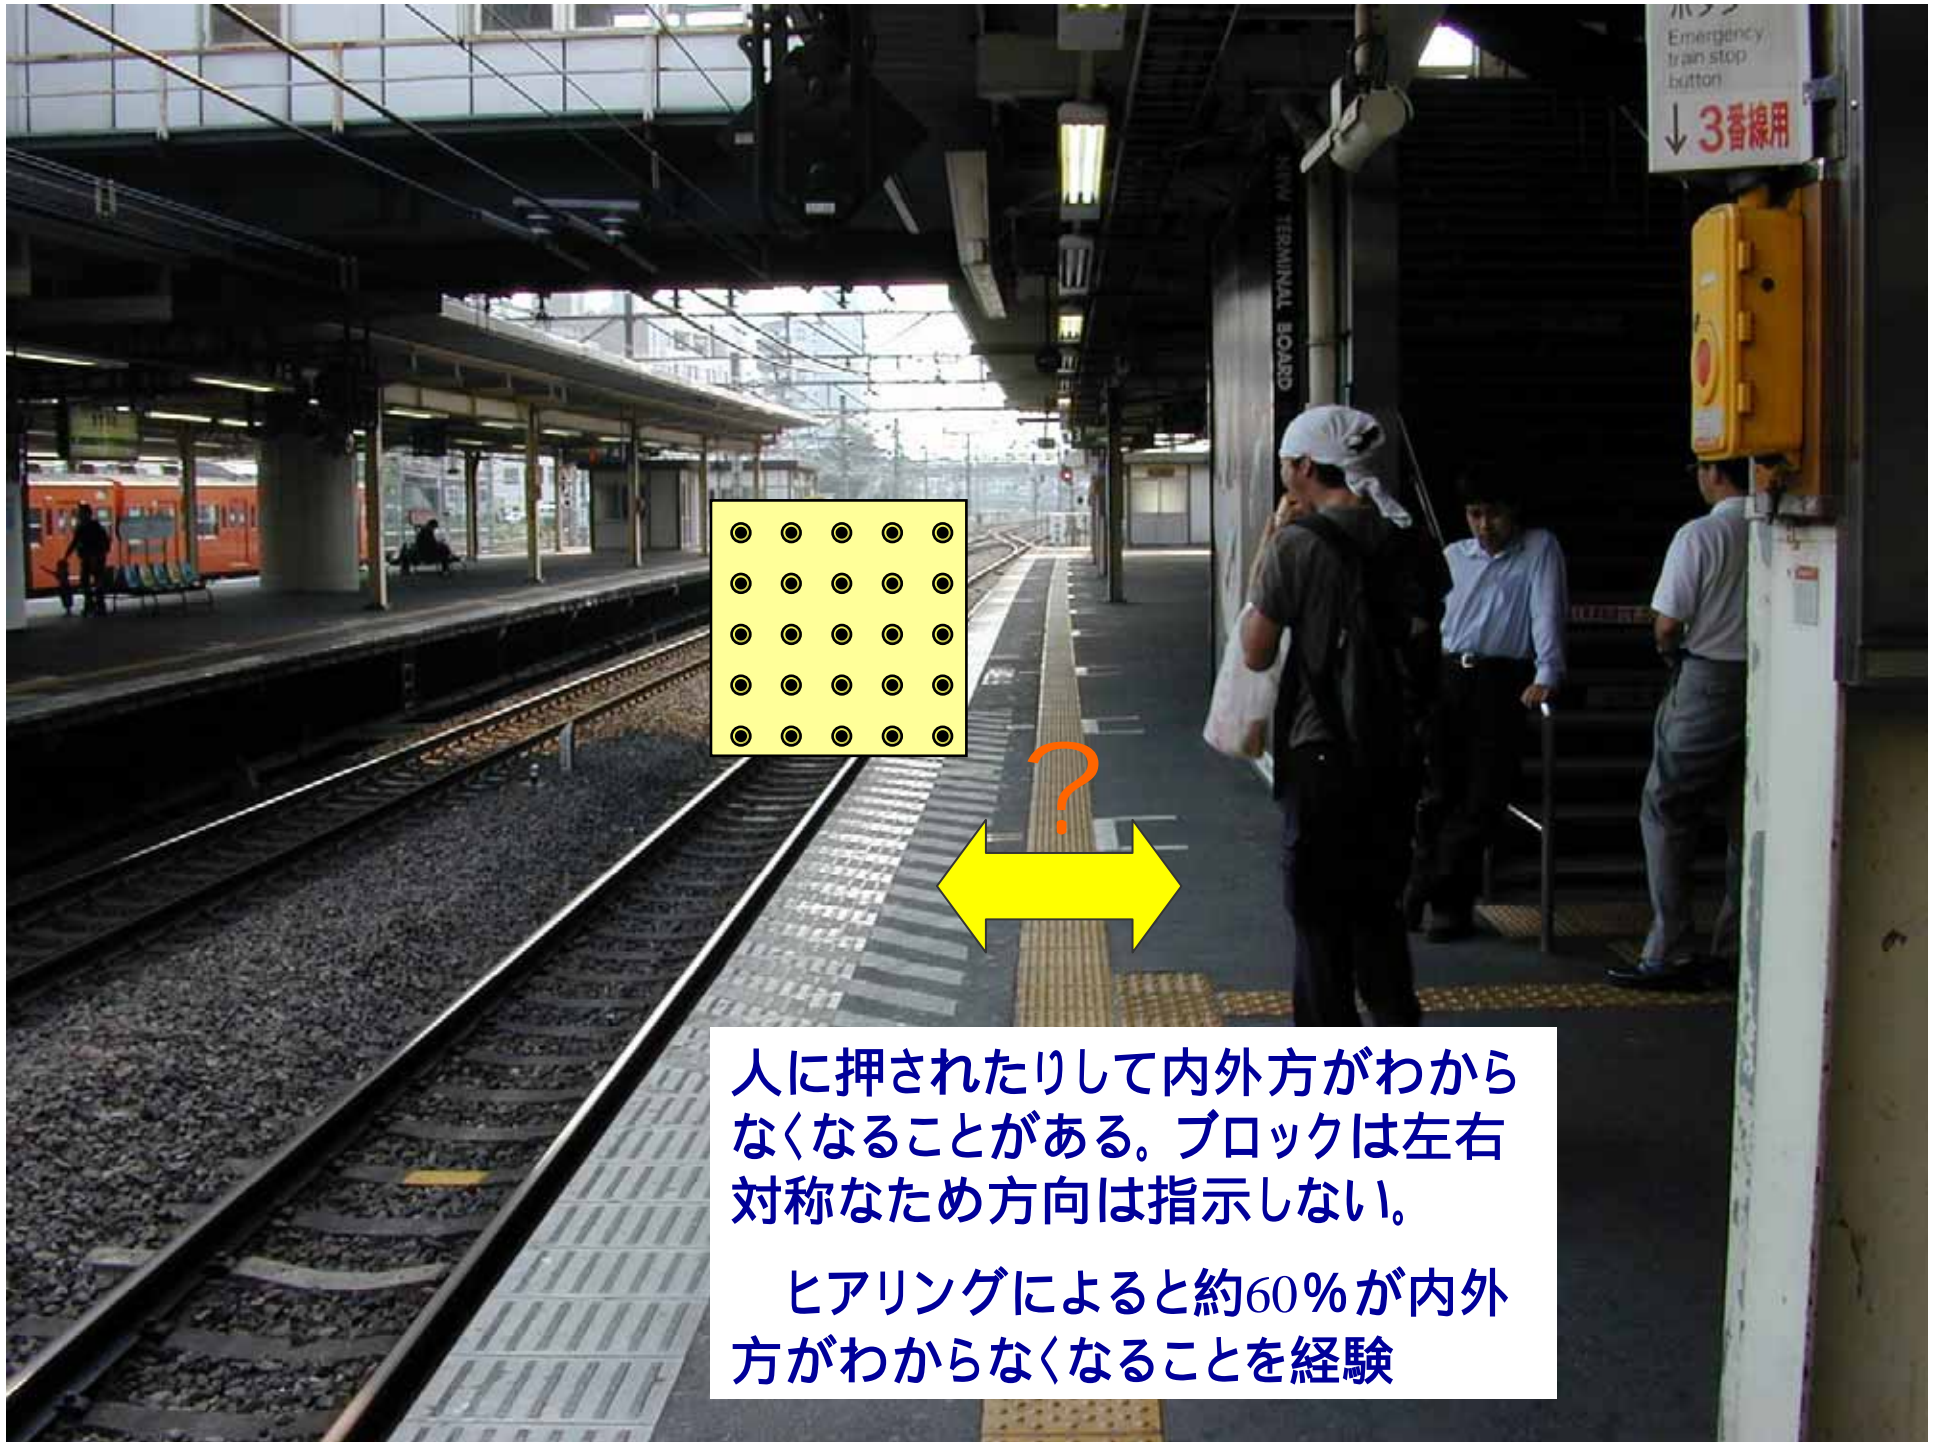 ボタン
Emergency
train stop
button
↓ 3番線用
NEW TERMINAL BOARD
?
人に押されたりして内外方がわから
なくなることがある。ブロックは左右
対称なため方向は指示しない。
ヒアリングによると約60%が内外
方がわからなくなることを経験